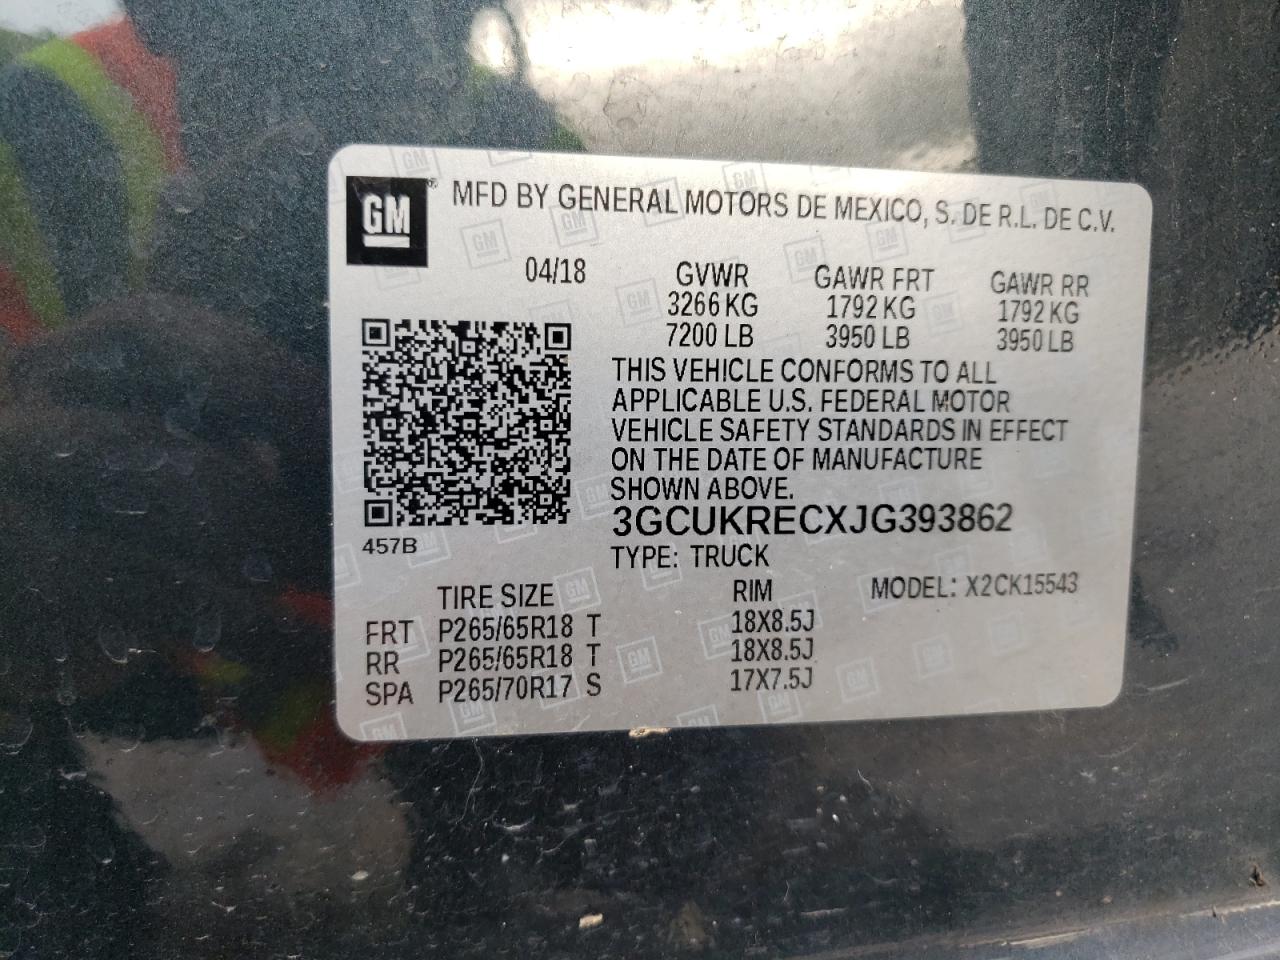 GM
MFD BY GENERAL MOTORS DE MEXICO, S. DE R.L. DE C.V.
04/18 GVWR GAWR FRT GAWR RR
3266 KG 1792 KG 1792 KG
7200 LB 3950 LB 3950 LB
THIS VEHICLE CONFORMS TO ALL
APPLICABLE U.S. FEDERAL MOTOR
VEHICLE SAFETY STANDARDS IN EFFECT
ON THE DATE OF MANUFACTURE
SHOWN ABOVE.
3GCUKRECXJG393862
457B
TYPE: TRUCK
TIRE SIZE RIM MODEL: X2CK15543
FRT P265/65R18 T 18X8.5J
RR P265/65R18 T 18X8.5J
SPA P265/70R17 S 17X7.5J